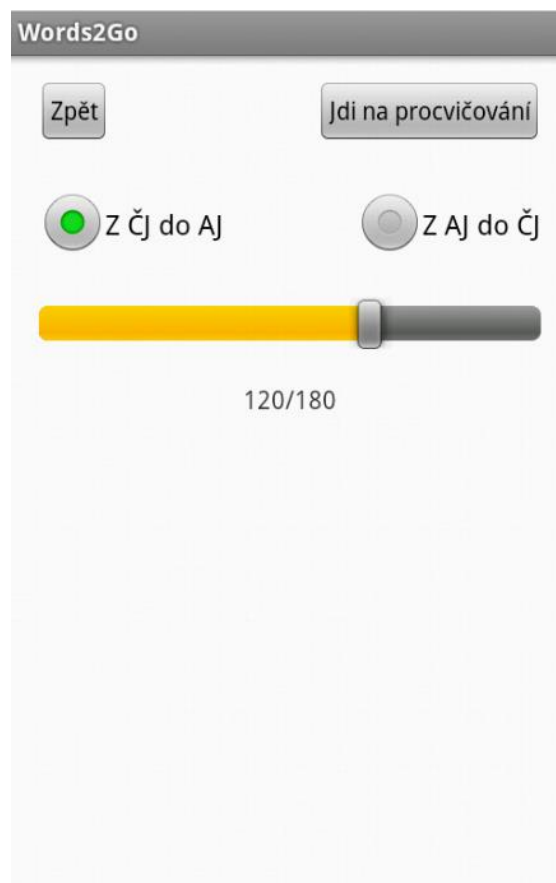 Words2Go
Zpět
Jdi na procvičování
Z ČJ do AJ
Z AJ do ČJ
120/180